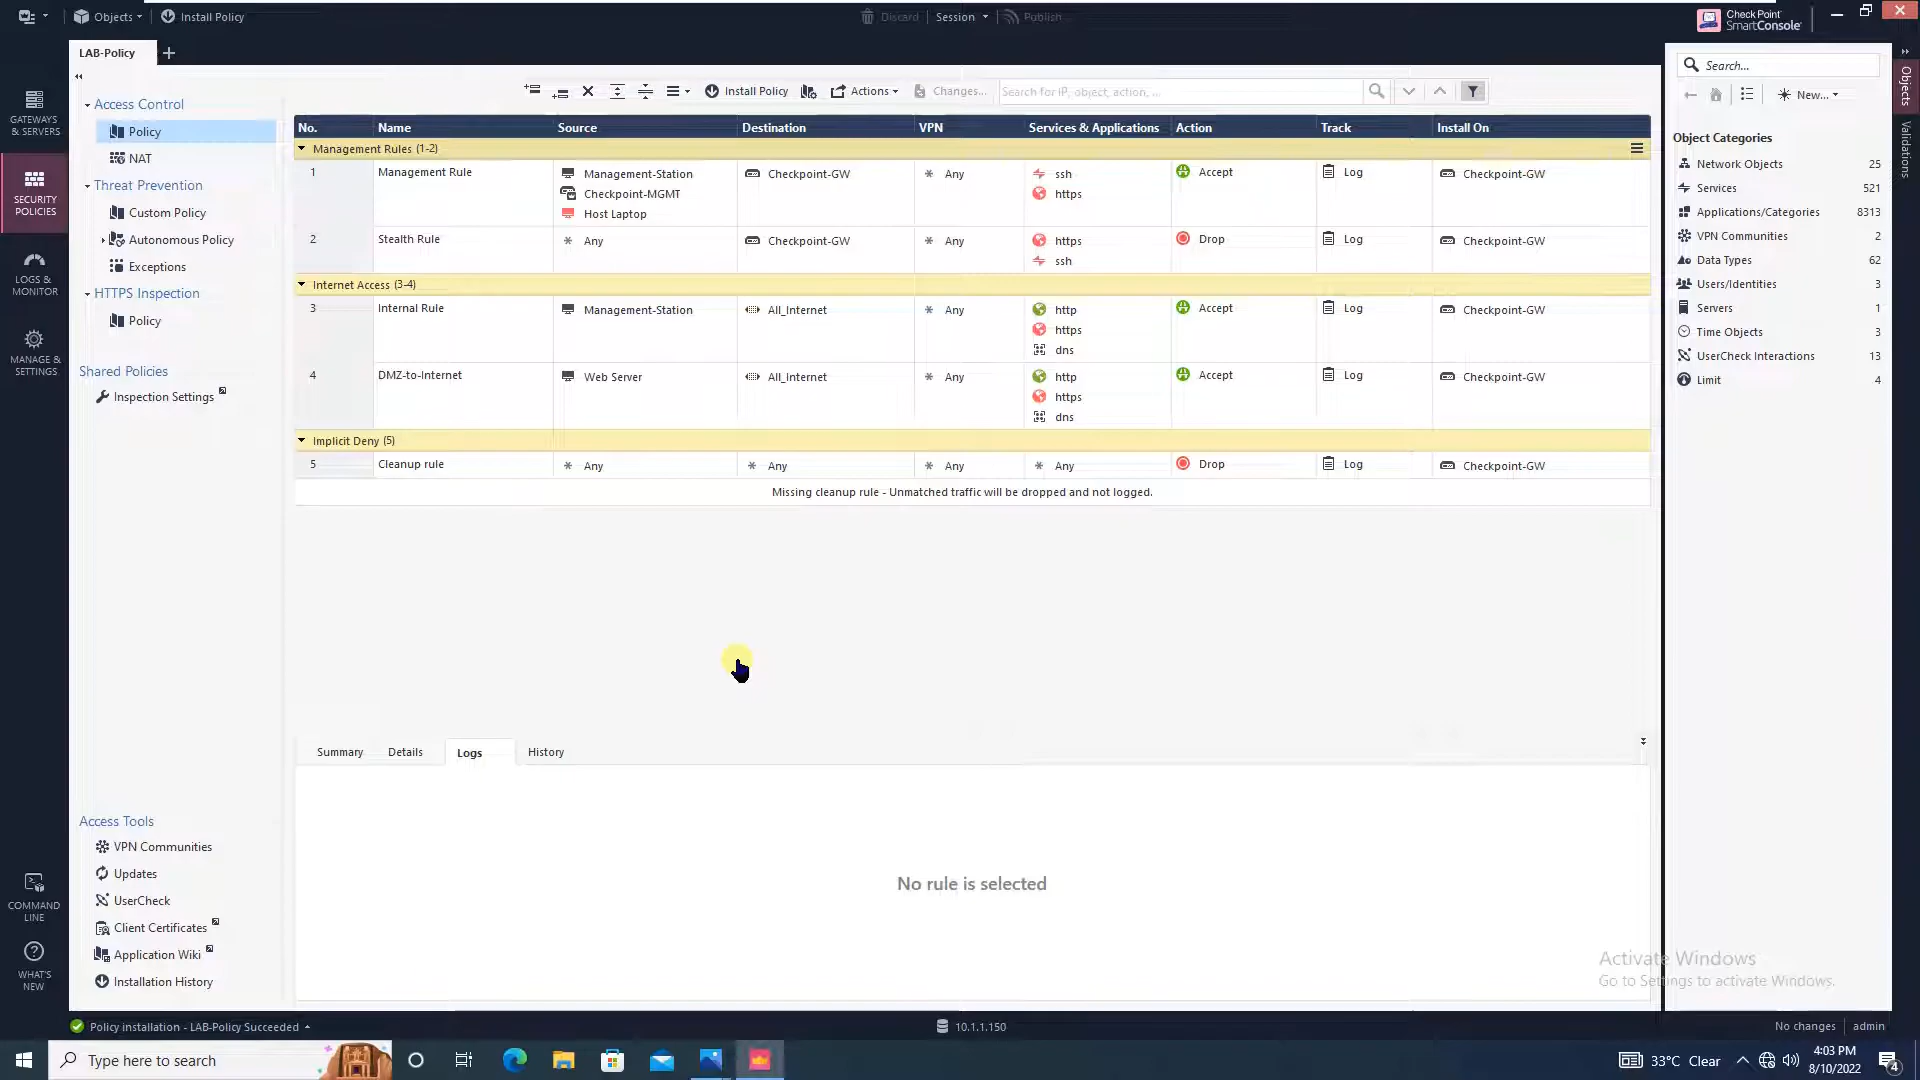 Objects
Install Policy
Discard
Session
Publish
Check Point
SmartConsole
LAB-Policy
GATEWAYS
& SERVERS
SECURITY
POLICIES
LOGS &
MONITOR
MANAGE &
SETTINGS
COMMAND
LINE
WHAT'S
NEW
Access Control
Policy
NAT
Threat Prevention
Custom Policy
Autonomous Policy
Exceptions
HTTPS Inspection
Policy
Shared Policies
Inspection Settings
Access Tools
VPN Communities
Updates
UserCheck
Client Certificates
Application Wiki
Installation History
Install Policy
Actions
Changes...
Search for IP, object, action, ...
No. Name Source Destination VPN Services & Applications Action Track Install On
Management Rules (1-2)
1 Management Rule Management-Station Checkpoint-GW Any ssh Accept Log Checkpoint-GW
Checkpoint-MGMT https
Host Laptop
2 Stealth Rule Any Checkpoint-GW Any https Drop Log Checkpoint-GW
ssh
Internet Access (3-4)
3 Internal Rule Management-Station All_Internet Any http Accept Log Checkpoint-GW
https
dns
4 DMZ-to-Internet Web Server All_Internet Any http Accept Log Checkpoint-GW
https
dns
Implicit Deny (5)
5 Cleanup rule Any Any Any Any Drop Log Checkpoint-GW
Missing cleanup rule - Unmatched traffic will be dropped and not logged.
Summary
Details
Logs
History
No rule is selected
Search...
New...
Object Categories
Network Objects 25
Services 521
Applications/Categories 8313
VPN Communities 2
Data Types 62
Users/Identities 3
Servers 1
Time Objects 3
UserCheck Interactions 13
Limit 4
Objects
Validations
Activate Windows
Go to Settings to activate Windows.
Policy installation - LAB-Policy Succeeded
10.1.1.150
No changes
admin
Type here to search
33°C Clear
4:03 PM
8/10/2022
4